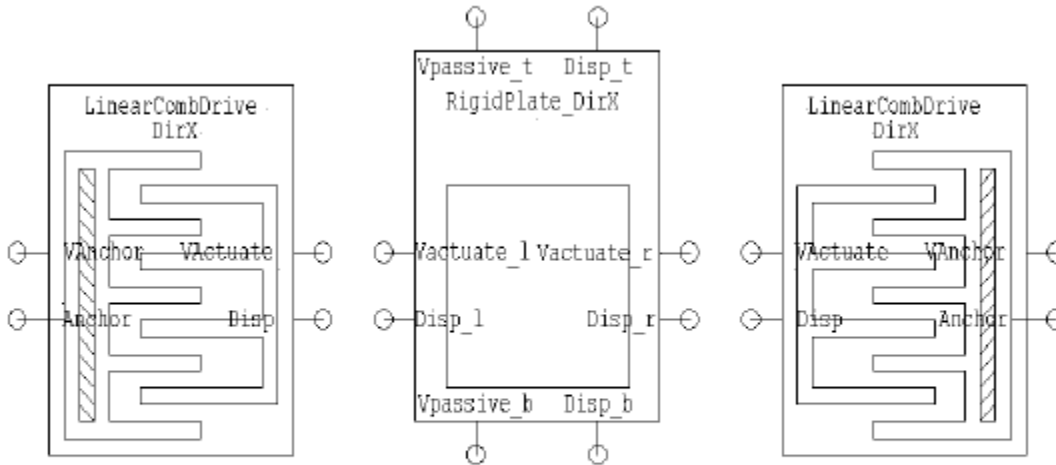 Vpassive_t Disp_t
LinearCombDrive
DirX
RigidPlate_DirX
LinearCombDrive
DirX
VAnchor VActuate
Vactuate_l Vactuate_r
VActuate VAnchor
Anchor Disp
Disp_l Disp_r
Disp Anchor
Vpassive_b Disp_b